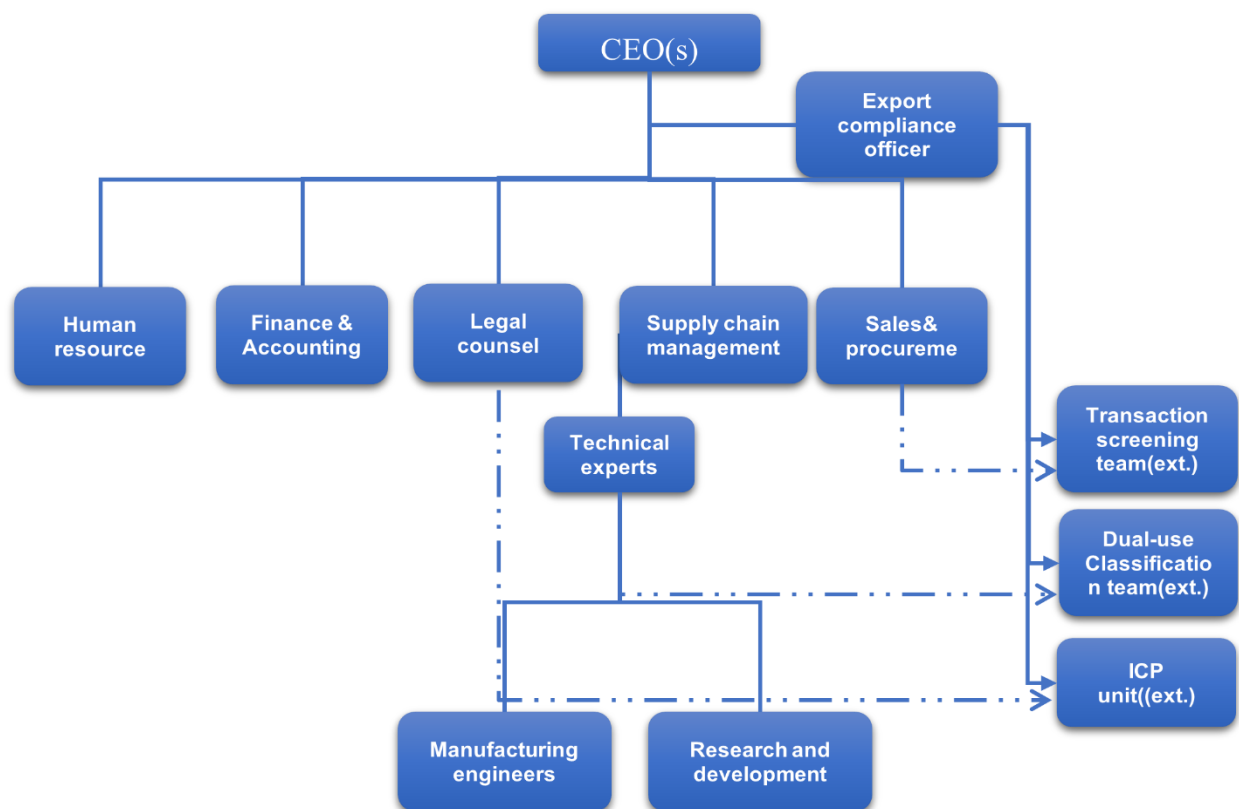 CEO(s)
Export
compliance
officer
Human
resource
Finance &
Accounting
Legal
counsel
Supply chain
management
Sales&
procureme
Technical
experts
Transaction
screening
team(ext.)
Dual-use
Classificatio
n team(ext.)
ICP
unit((ext.)
Manufacturing
engineers
Research and
development